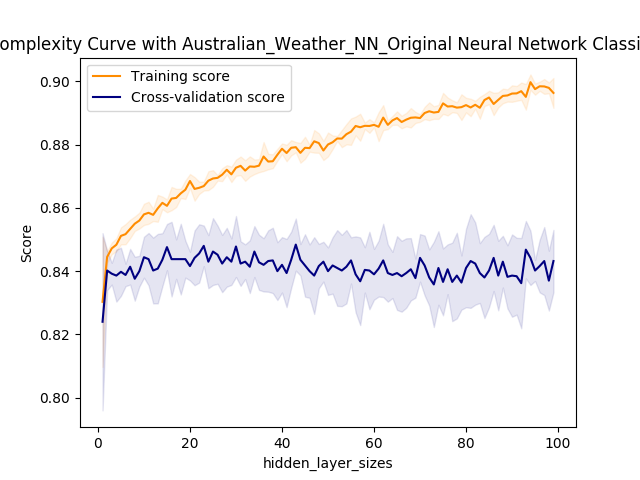 omplexity Curve with Australian_Weather_NN_Original Neural Network Classi
Training score
Cross-validation score
0.90
0.88
0.86
0.84
0.82
0.80
Score
0 20 40 60 80 100
hidden_layer_sizes